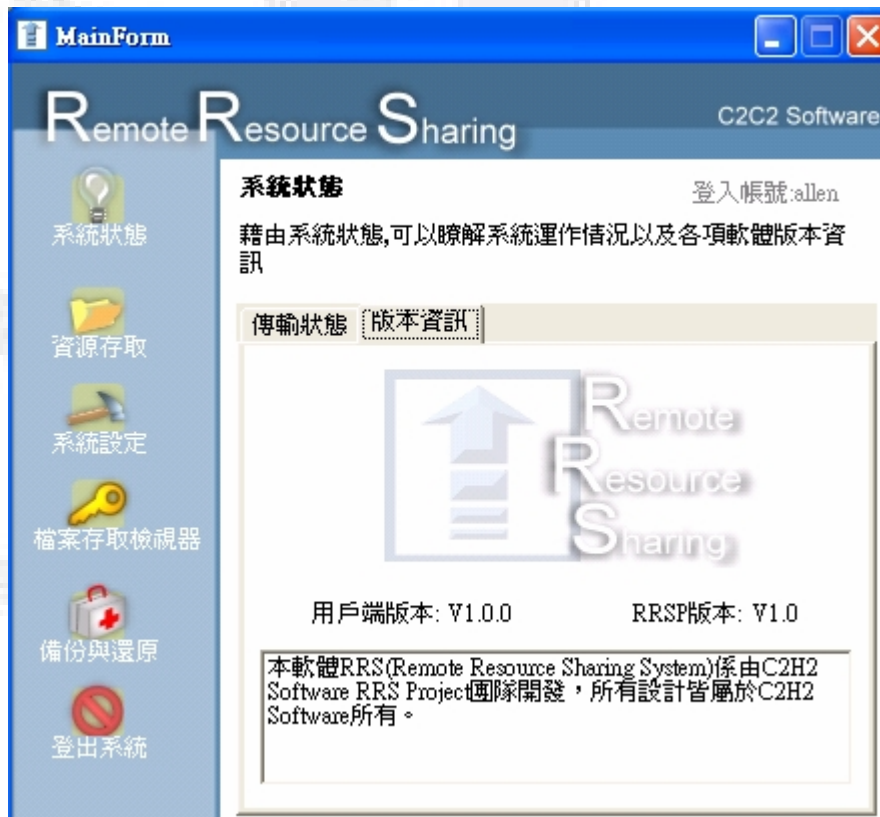 MainForm
Remote Resource Sharing
C2C2 Software
系統狀態
資源存取
系統設定
檔案存取檢視器
備份與還原
登出系統
系統狀態
登入帳號:allen
藉由系統狀態,可以瞭解系統運作情況以及各項軟體版本資
訊
傳輸狀態
版本資訊
Remote
Resource
Sharing
用戶端版本: V1.0.0
RRSP版本: V1.0
本軟體RRS(Remote Resource Sharing System)係由C2H2
Software RRS Project團隊開發，所有設計皆屬於C2H2
Software所有。